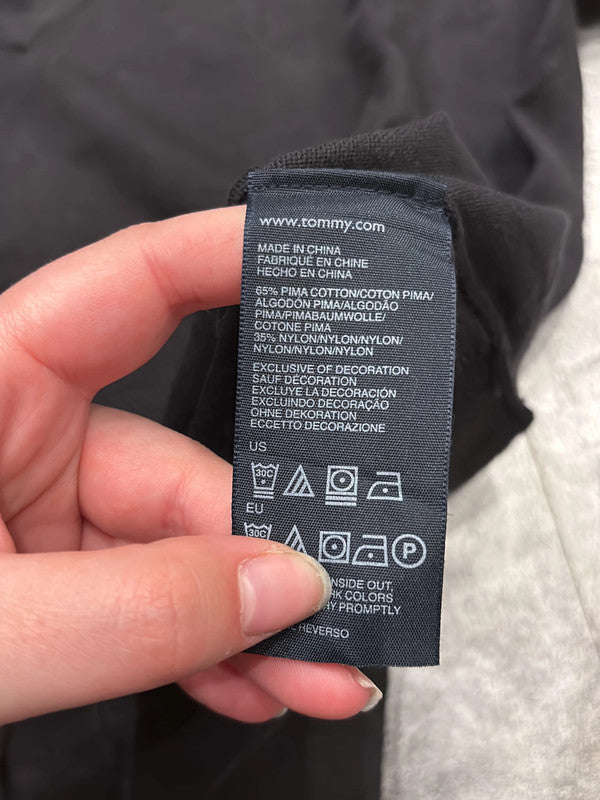 www.tommy.com
MADE IN CHINA
FABRIQUÉ EN CHINE
HECHO EN CHINA
65% PIMA COTTON/COTON PIMA/
ALGODÓN PIMA/ALGODÃO
PIMA/PIMABAUMWOLLE/
COTONE PIMA
35% NYLON/NYLON/NYLON/
NYLON/NYLON/NYLON
EXCLUSIVE OF DECORATION
SAUF DECORATION
EXCLUYE LA DECORACIÓN
EXCLUINDO DECORAÇAO
OHNE DEKORATION
ECCETTO DECORAZIONE
US
30C
EU
30C P
INSIDE OUT,
COLORS
PROMPTLY
REVERSO